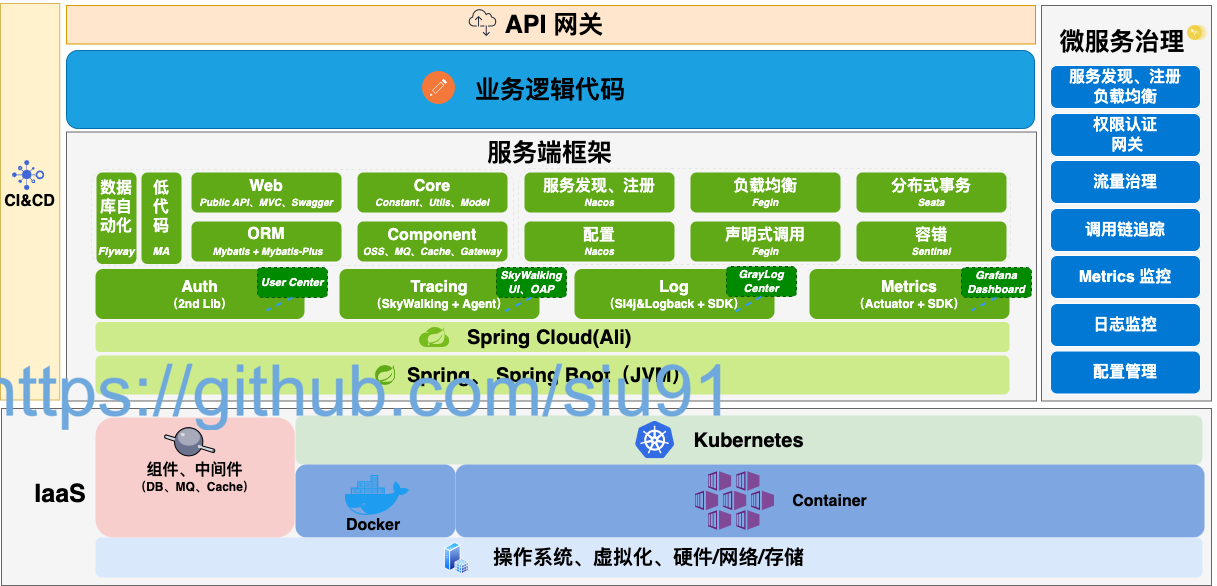 API 网关
业务逻辑代码
CI&CD
服务端框架
数据
库自
动化
Flyway
低
代
码
MA
Web
Public API、MVC、Swagger
Core
Constant、Utils、Model
服务发现、注册
Nacos
负载均衡
Fegin
分布式事务
Seata
ORM
Mybatis + Mybatis-Plus
Component
OSS、MQ、Cache、Gateway
配置
Nacos
声明式调用
Fegin
容错
Sentinel
Auth
(2nd Lib)
User Center
Tracing
(SkyWalking + Agent)
SkyWalking
UI、OAP
Log
(Sl4j&Logback + SDK)
GrayLog
Center
Metrics
(Actuator + SDK)
Grafana
Dashboard
Spring Cloud(Ali)
Spring、 Spring Boot（JVM）
https://github.com/siu91
微服务治理
服务发现、注册
负载均衡
权限认证
网关
流量治理
调用链追踪
Metrics 监控
日志监控
配置管理
IaaS
组件、中间件
(DB、MQ、Cache)
Kubernetes
Docker
Container
操作系统、虚拟化、硬件/网络/存储